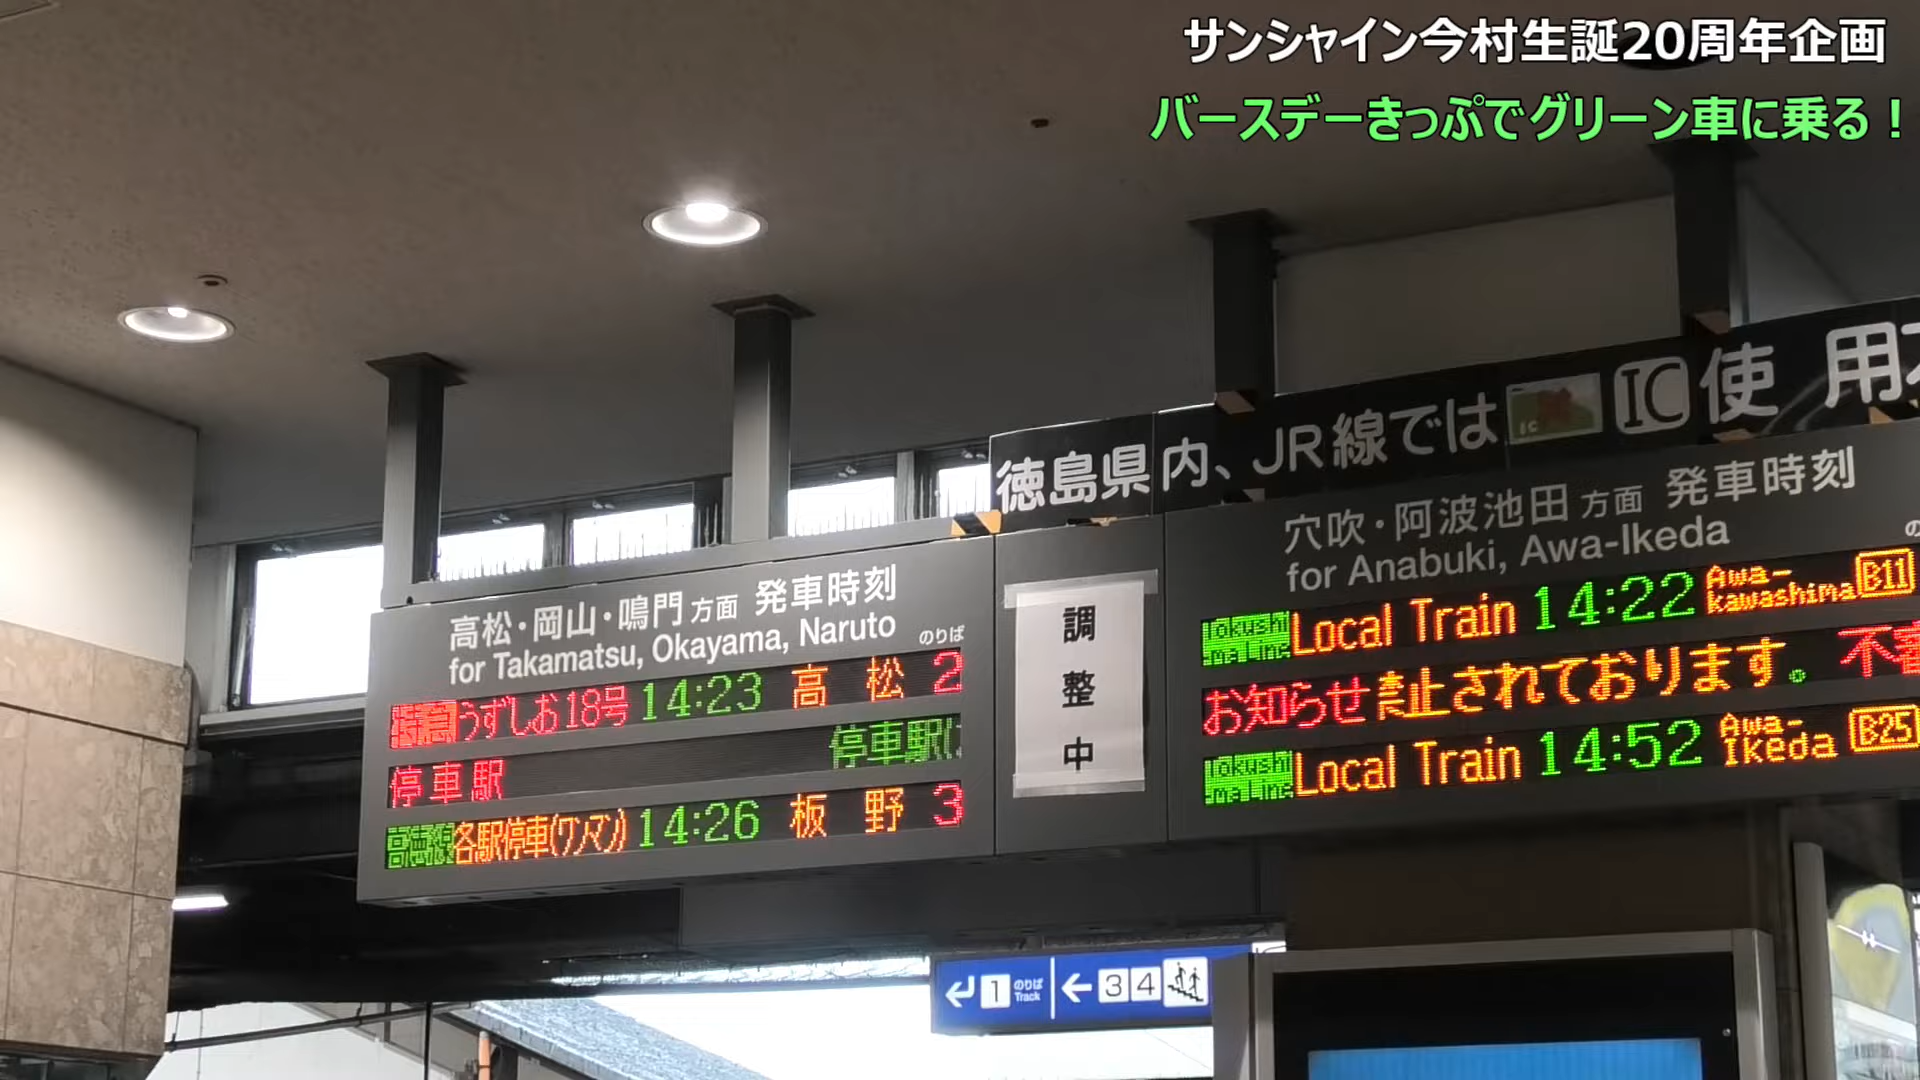 サンシャイン今村生誕20周年企画
バースデーきっぷでグリーン車に乗る！
徳島県内、JR線では IC 使用
高松・岡山・鳴門 方面 発車時刻
for Takamatsu, Okayama, Naruto
のりば
特急 うずしお18号 14:23 高松 2
停車駅 停車駅は
高徳線 各駅停車(ワンマン) 14:26 板野 3
調整中
穴吹・阿波池田 方面 発車時刻
for Anabuki, Awa-Ikeda
の
Tokushima Line Local Train 14:22 Awa-kawashima B11
お知らせ 止されております。不審
Tokushima Line Local Train 14:52 Awa-Ikeda B25
1 のりば Track 3 4